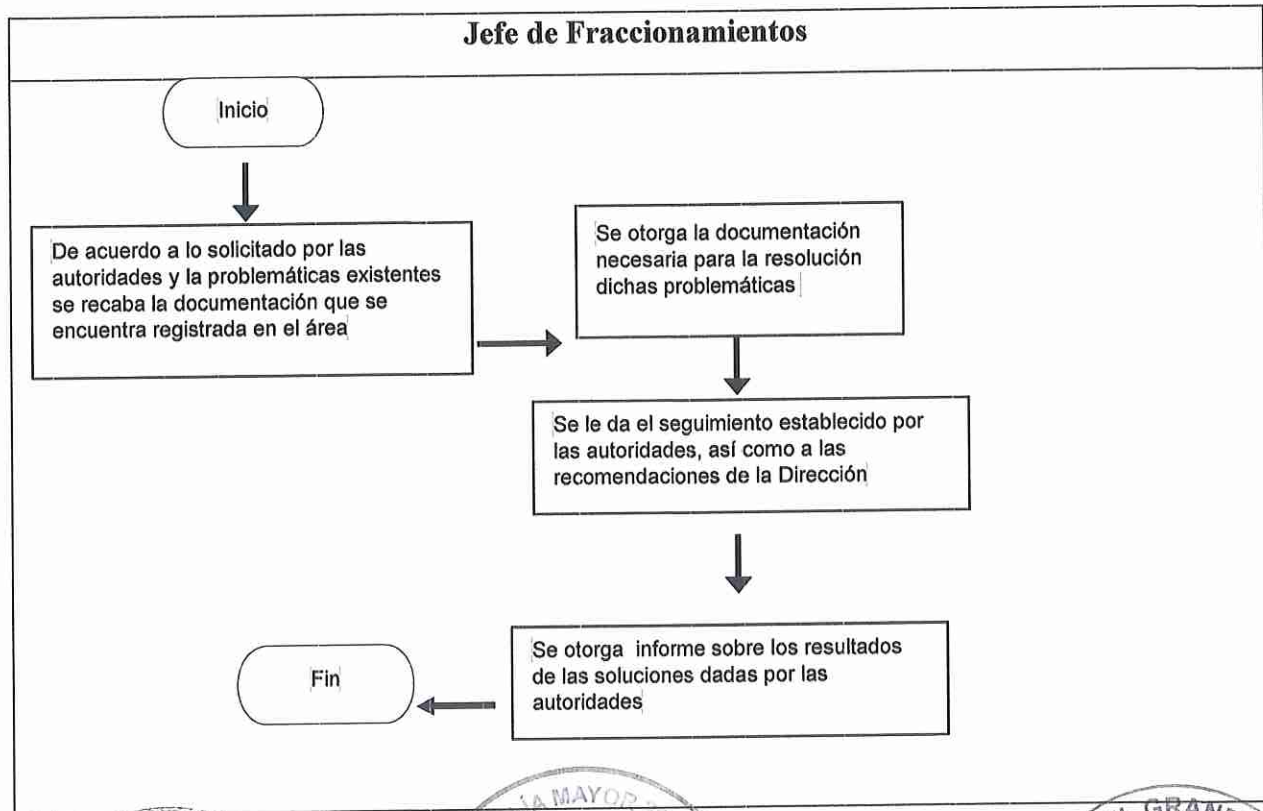 Jefe de Fraccionamientos
Inicio
De acuerdo a lo solicitado por las
autoridades y la problemáticas existentes
se recaba la documentación que se
encuentra registrada en el área
Se otorga la documentación
necesaria para la resolución
dichas problemáticas
Se le da el seguimiento establecido por
las autoridades, así como a las
recomendaciones de la Dirección
Se otorga informe sobre los resultados
de las soluciones dadas por las
autoridades
Fin
MAYOR